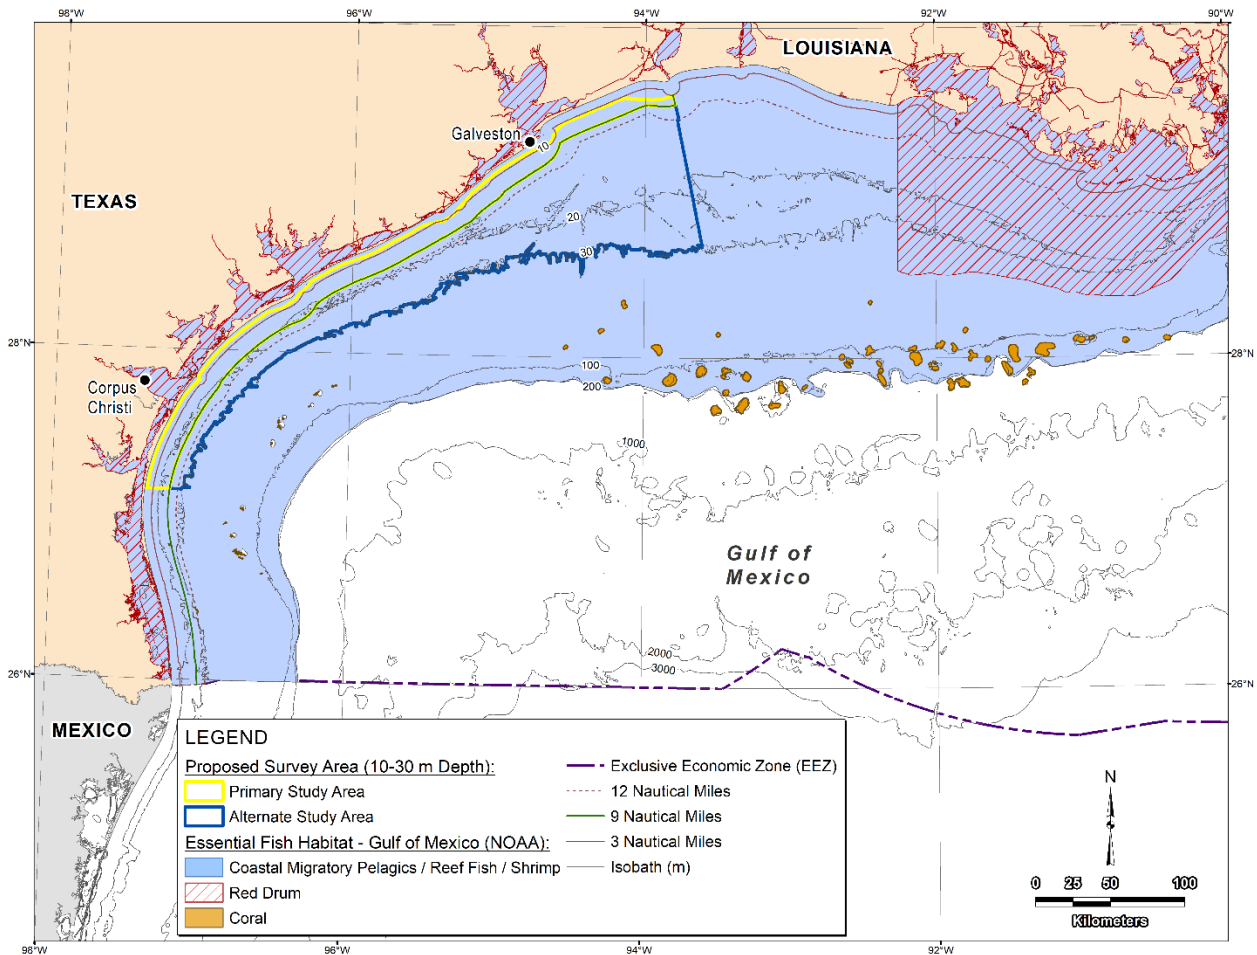 98°W
96°W
94°W
92°W
90°W
LOUISIANA
Galveston
10
TEXAS
20
30
28°N
28°N
100
200
Corpus
Christi
1000
Gulf of
Mexico
2000
3000
26°N
26°N
MEXICO
LEGEND
Proposed Survey Area (10-30 m Depth):
Primary Study Area
Alternate Study Area
Essential Fish Habitat - Gulf of Mexico (NOAA):
Coastal Migratory Pelagics / Reef Fish / Shrimp
Red Drum
Coral
Exclusive Economic Zone (EEZ)
12 Nautical Miles
9 Nautical Miles
3 Nautical Miles
Isobath (m)
N
0 25 50 100
Kilometers
98°W
96°W
94°W
92°W